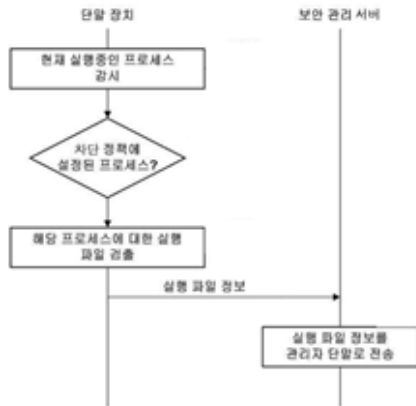 단말 장치
보안 관리 서버
현재 실행중인 프로세스
감시
차단 정책에
설정된 프로세스?
해당 프로세스에 대한 실행
파일 검출
실행 파일 정보
실행 파일 정보를
관리자 단말로 전송